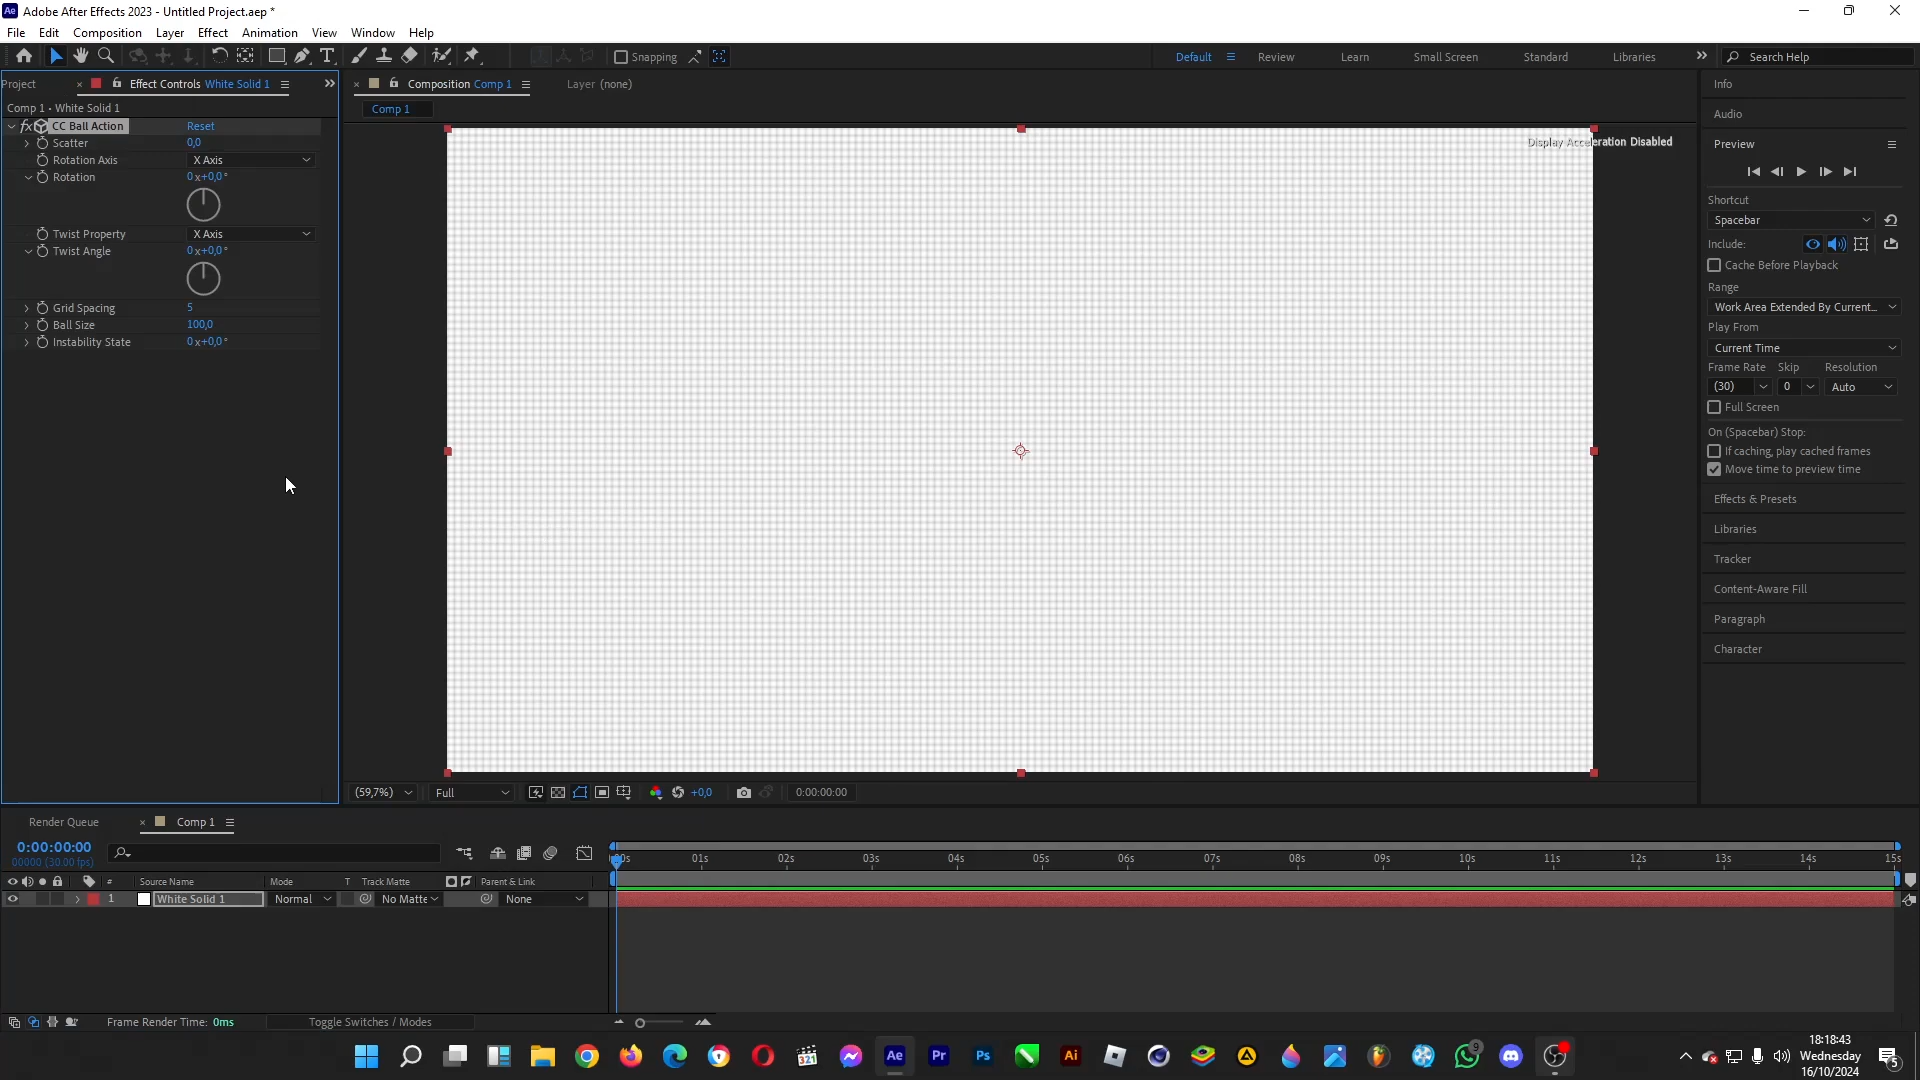 Adobe After Effects 2023 - Untitled Project.aep *
File Edit Composition Layer Effect Animation View Window Help
Snapping
Default Review Learn Small Screen Standard Libraries Search Help
Project Effect Controls White Solid 1
Composition Comp 1 Layer (none)
Comp 1 • White Solid 1
Comp 1
CC Ball Action Reset
Scatter 0,0
Rotation Axis X Axis
Rotation 0x+0,0°
Twist Property X Axis
Twist Angle 0x+0,0°
Grid Spacing 5
Ball Size 100,0
Instability State 0x+0,0°
Display Acceleration Disabled
Info
Audio
Preview
Shortcut
Spacebar
Include:
Cache Before Playback
Range
Work Area Extended By Current...
Play From
Current Time
Frame Rate Skip Resolution
(30) 0 Auto
Full Screen
On (Spacebar) Stop:
If caching, play cached frames
Move time to preview time
Effects & Presets
Libraries
Tracker
Content-Aware Fill
Paragraph
Character
(59,7%) Full +0,0 0:00:00:00
Render Queue Comp 1
0:00:00:00
00000 (30.00 fps)
00s 01s 02s 03s 04s 05s 06s 07s 08s 09s 10s 11s 12s 13s 14s 15s
# Source Name Mode T Track Matte Parent & Link
1 White Solid 1 Normal No Matte None
Frame Render Time: 0ms Toggle Switches / Modes
Ae Pr Ps Ai 321 9
18:18:43
Wednesday
16/10/2024
5